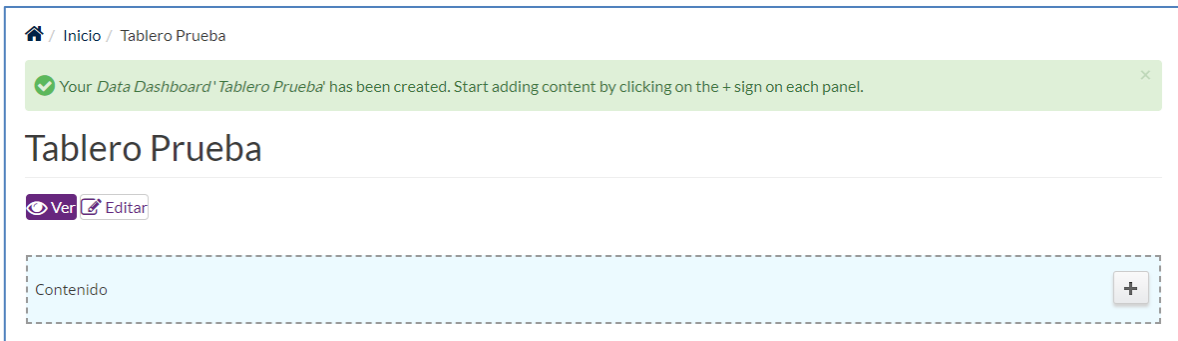 / Inicio / Tablero Prueba
Your Data Dashboard 'Tablero Prueba' has been created. Start adding content by clicking on the + sign on each panel. ×
Tablero Prueba
Ver Editar
Contenido +